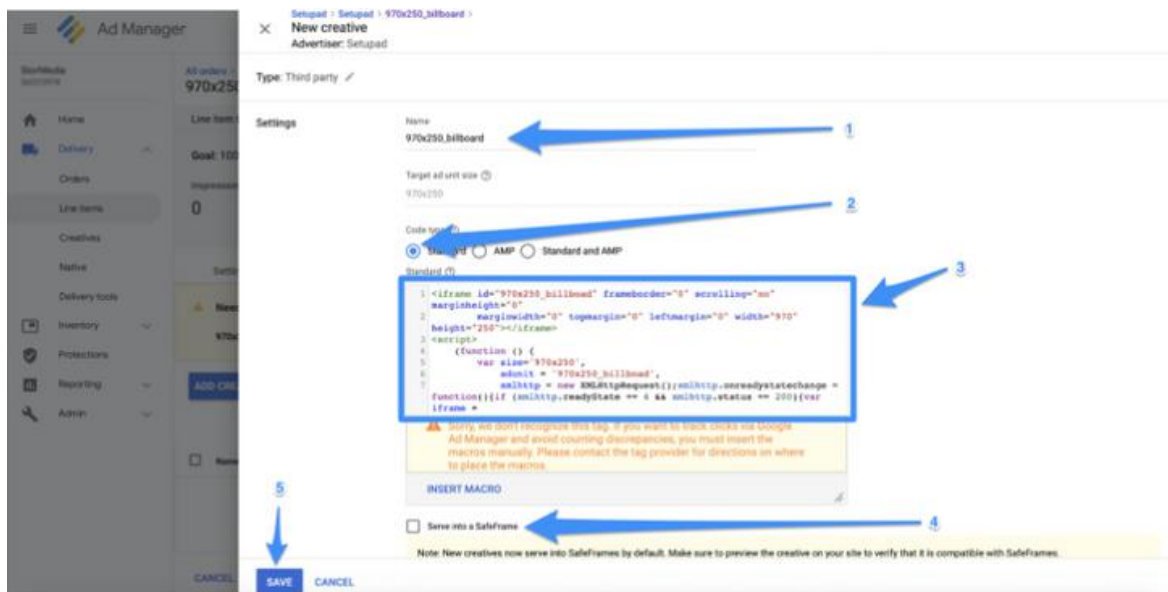 Setupad > Setupad > 970x250_billboard >
New creative
Advertiser: Setupad
Ad Manager
All orders
970x250
Type: Third party
Home
Line item
Settings
Name
970x250_billboard
1
Delivery
Goal: 100
Orders
Target ad unit size
970x250
Line items
0
2
Creatives
Code type
Standard AMP Standard and AMP
Native
Standard
3
Delivery tools
1 <iframe id="970x250_billboad" frameborder="0" scrolling="no"
marginheight="0"
2 marginwidth="0" topmargin="0" leftmargin="0" width="970"
height="250"></iframe>
3 <script>
4 (function () {
5 var size='970x250',
6 adunit = '970x250_billboad',
7 xmlhttp = new XMLHttpRequest();xmlhttp.onreadystatechange =
function(){if (xmlhttp.readyState == 4 && xmlhttp.status == 200){var
iframe =
Inventory
Protections
Reporting
ADD CRE
Admin
Sorry, we don't recognize this tag. If you want to track clicks via Google
Ad Manager and avoid counting discrepancies, you must insert the
macros manually. Please contact the tag provider for directions on where
to place the macros.
Name
INSERT MACRO
5
Serve into a SafeFrame
4
Note: New creatives now serve into SafeFrames by default. Make sure to preview the creative on your site to verify that it is compatible with SafeFrames.
CANCEL
SAVE CANCEL